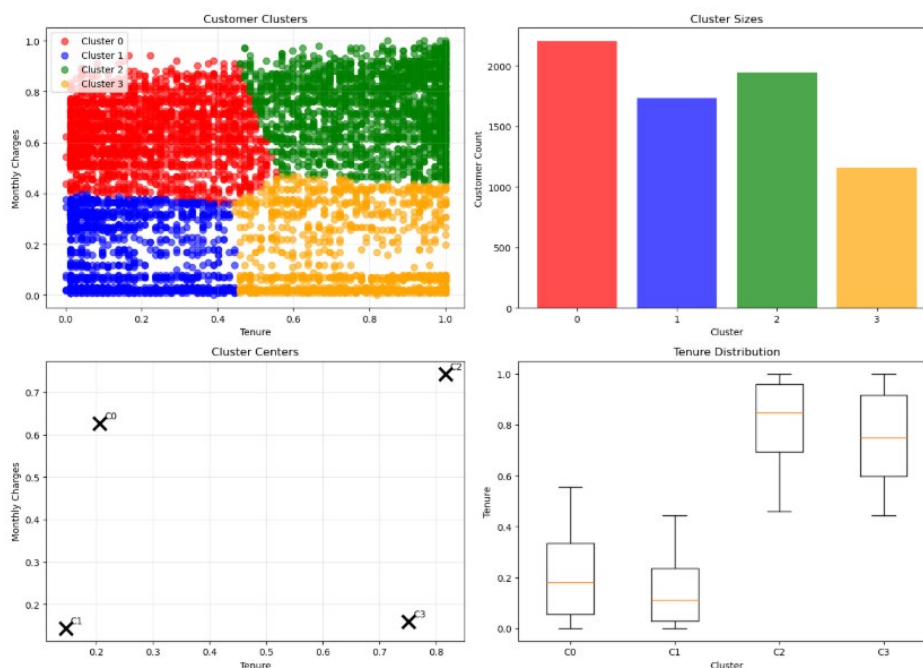 Customer Clusters
Cluster 0
Cluster 1
Cluster 2
Cluster 3
1.0
0.8
0.6
0.4
0.2
0.0
Monthly Charges
0.0 0.2 0.4 0.6 0.8 1.0
Tenure
Cluster Sizes
2000
1500
1000
500
0
Customer Count
0 1 2 3
Cluster
Cluster Centers
C2
C0
C1
C3
0.7
0.6
0.5
0.4
0.3
0.2
Monthly Charges
0.2 0.3 0.4 0.5 0.6 0.7 0.8
Tenure
Tenure Distribution
1.0
0.8
0.6
0.4
0.2
0.0
Tenure
C0 C1 C2 C3
Cluster